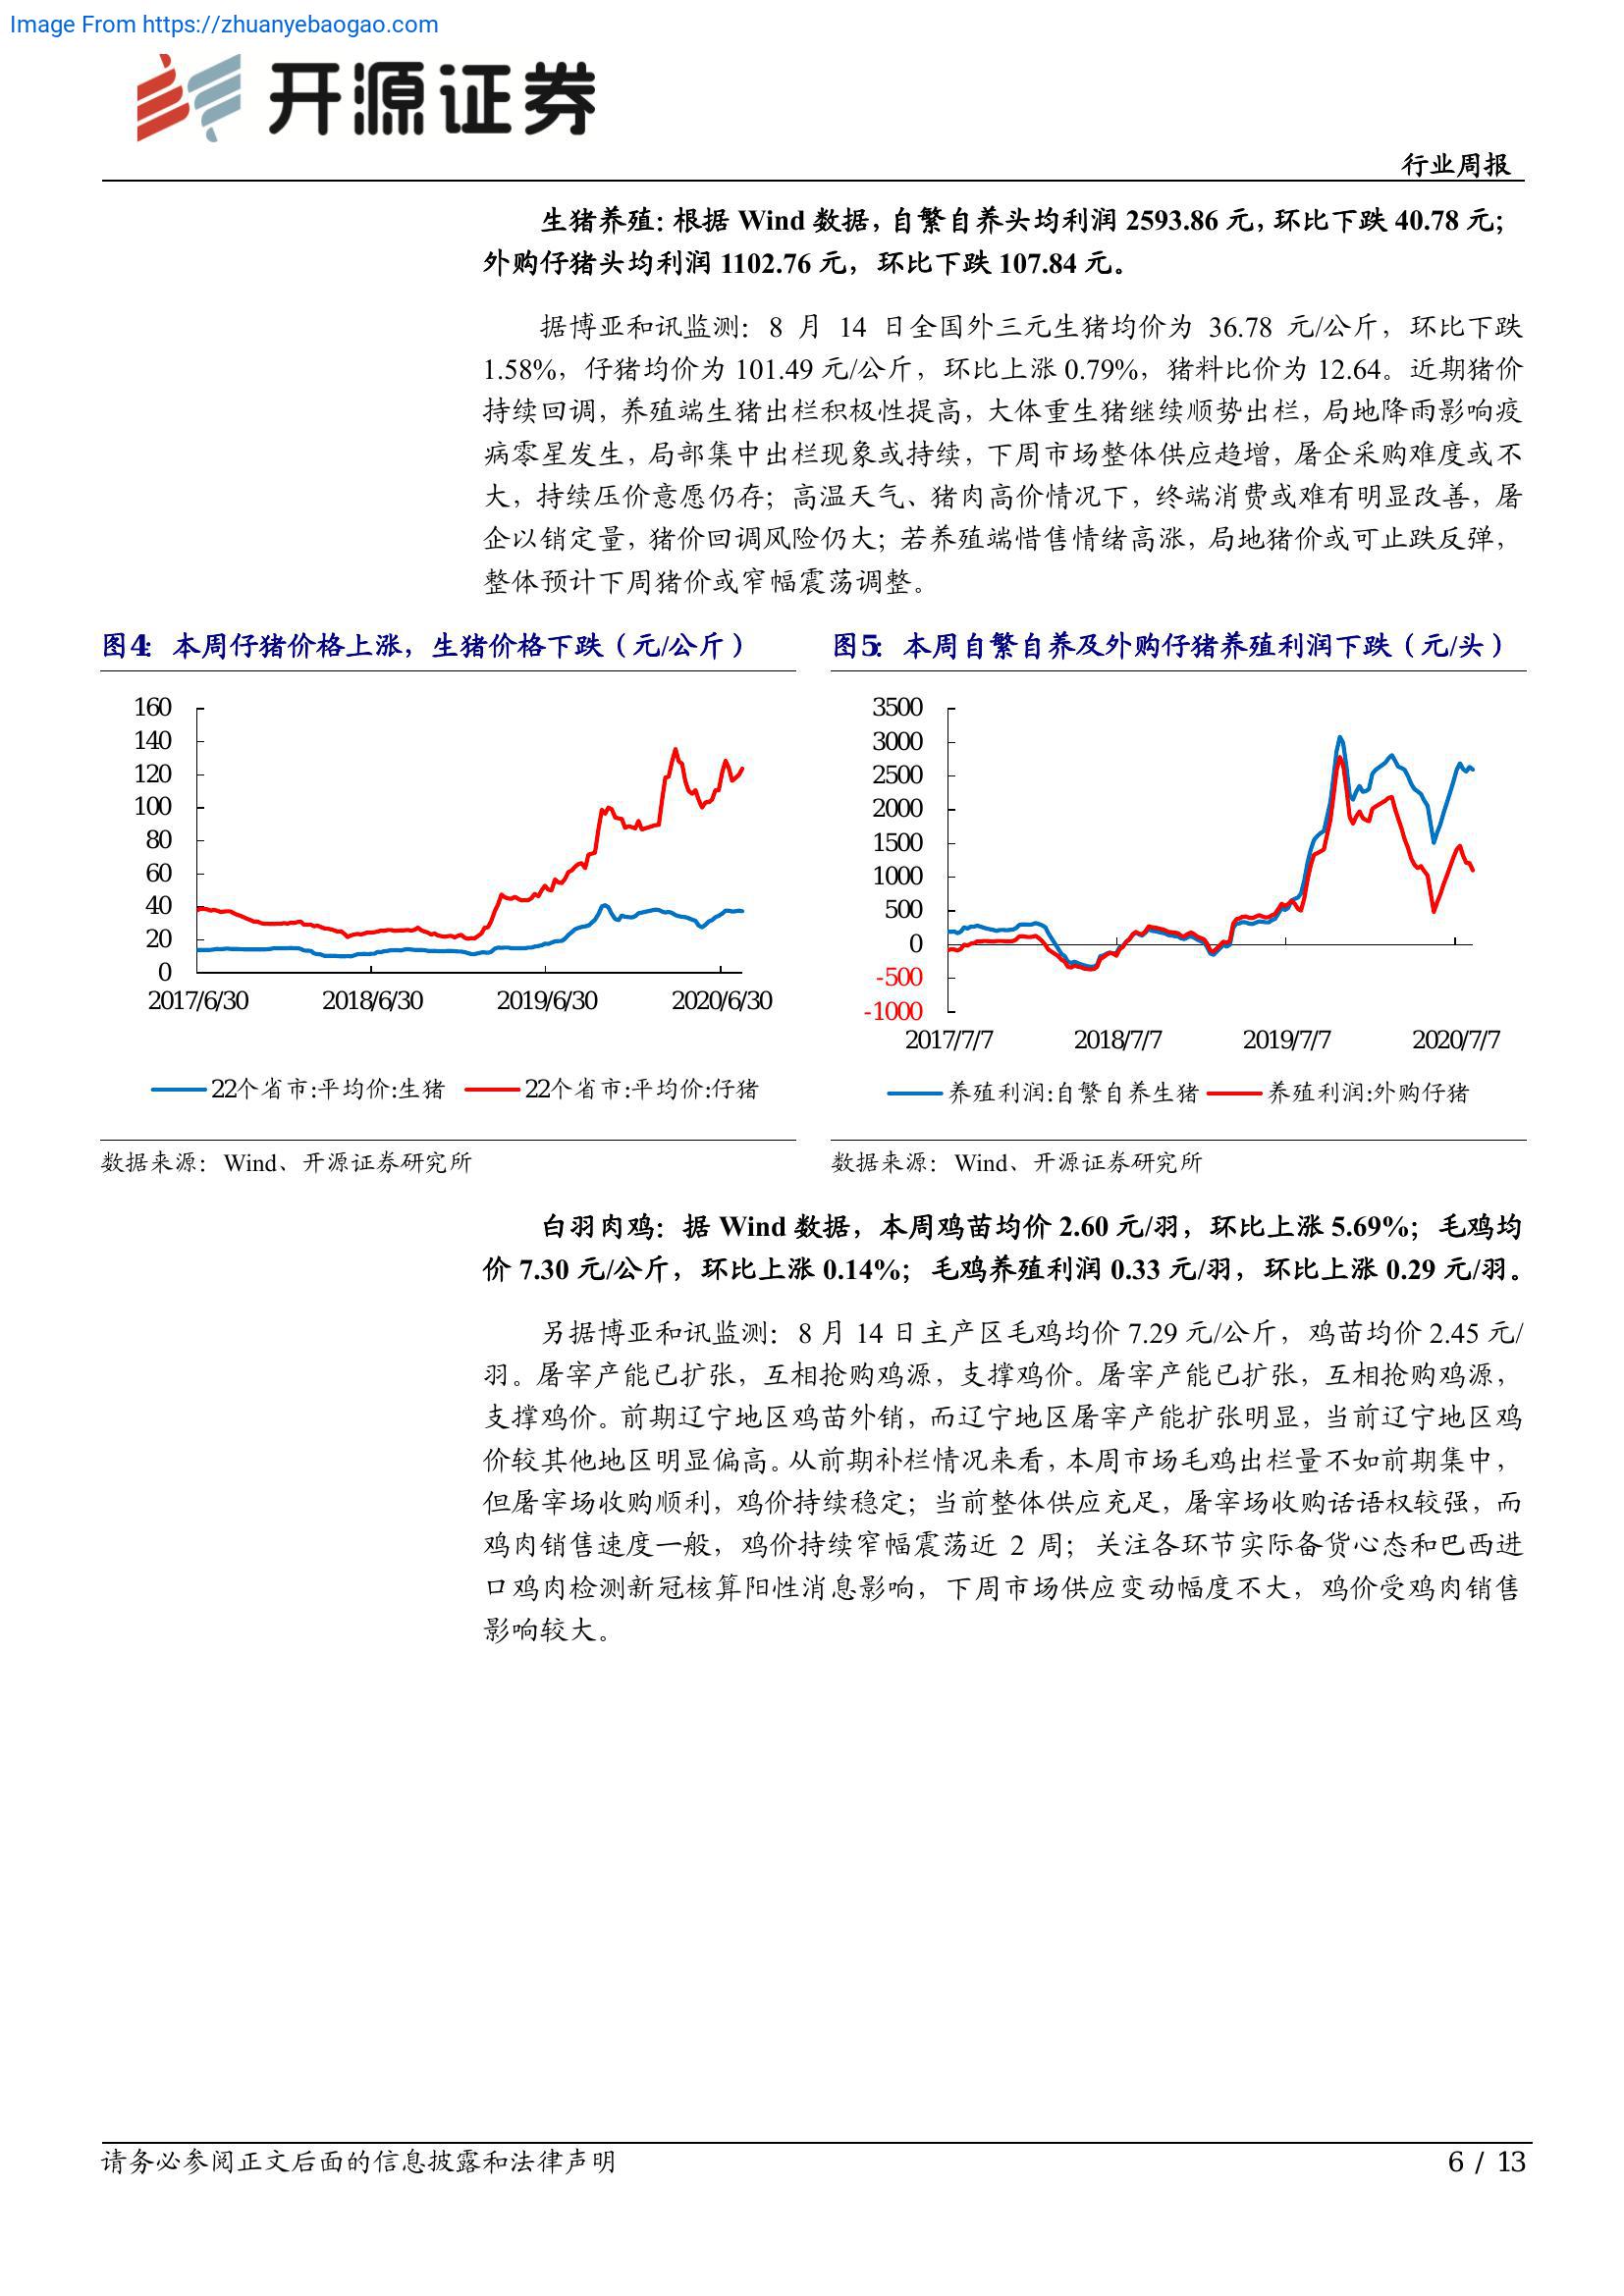 Image From https://zhuanyebaogao.com
开源证券
行业周报
生猪养殖：根据 Wind 数据，自繁自养头均利润 2593.86 元，环比下跌 40.78 元；
外购仔猪头均利润 1102.76 元，环比下跌 107.84 元。
据博亚和讯监测：8 月 14 日全国外三元生猪均价为 36.78 元/公斤，环比下跌
1.58%，仔猪均价为 101.49 元/公斤，环比上涨 0.79%，猪料比价为 12.64。近期猪价
持续回调，养殖端生猪出栏积极性提高，大体重生猪继续顺势出栏，局地降雨影响疫
病零星发生，局部集中出栏现象或持续，下周市场整体供应趋增，屠企采购难度或不
大，持续压价意愿仍存；高温天气、猪肉高价情况下，终端消费或难有明显改善，屠
企以销定量，猪价回调风险仍大；若养殖端惜售情绪高涨，局地猪价或可止跌反弹，
整体预计下周猪价或窄幅震荡调整。
图4：本周仔猪价格上涨，生猪价格下跌（元/公斤）
160
140
120
100
80
60
40
20
0
2017/6/30 2018/6/30 2019/6/30 2020/6/30
22个省市:平均价:生猪 22个省市:平均价:仔猪
数据来源：Wind、开源证券研究所
图5：本周自繁自养及外购仔猪养殖利润下跌（元/头）
3500
3000
2500
2000
1500
1000
500
0
-500
-1000
2017/7/7 2018/7/7 2019/7/7 2020/7/7
养殖利润:自繁自养生猪 养殖利润:外购仔猪
数据来源：Wind、开源证券研究所
白羽肉鸡：据 Wind 数据，本周鸡苗均价 2.60 元/羽，环比上涨 5.69%；毛鸡均
价 7.30 元/公斤，环比上涨 0.14%；毛鸡养殖利润 0.33 元/羽，环比上涨 0.29 元/羽。
另据博亚和讯监测：8 月 14 日主产区毛鸡均价 7.29 元/公斤，鸡苗均价 2.45 元/
羽。屠宰产能已扩张，互相抢购鸡源，支撑鸡价。屠宰产能已扩张，互相抢购鸡源，
支撑鸡价。前期辽宁地区鸡苗外销，而辽宁地区屠宰产能扩张明显，当前辽宁地区鸡
价较其他地区明显偏高。从前期补栏情况来看，本周市场毛鸡出栏量不如前期集中，
但屠宰场收购顺利，鸡价持续稳定；当前整体供应充足，屠宰场收购话语权较强，而
鸡肉销售速度一般，鸡价持续窄幅震荡近 2 周；关注各环节实际备货心态和巴西进
口鸡肉检测新冠核算阳性消息影响，下周市场供应变动幅度不大，鸡价受鸡肉销售
影响较大。
请务必参阅正文后面的信息披露和法律声明
6 / 13